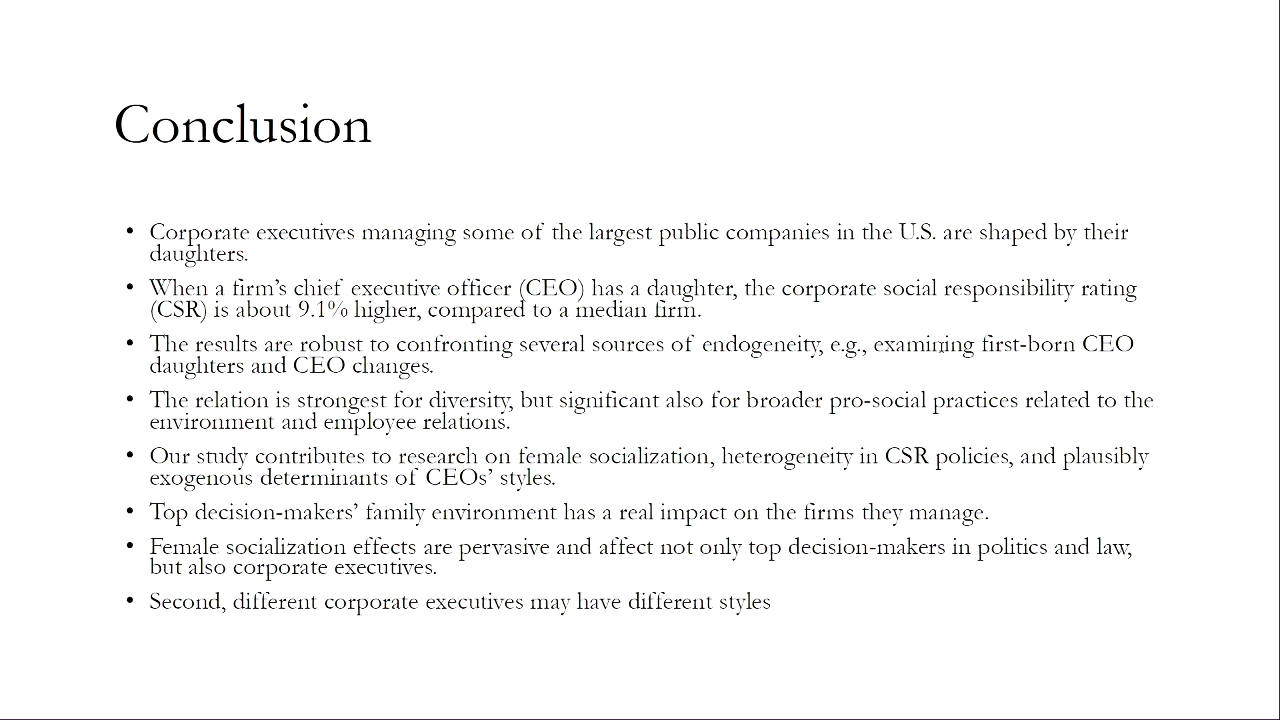 Conclusion
• Corporate executives managing some of the largest public companies in the U.S. are shaped by their
daughters.
• When a firm’s chief executive officer (CEO) has a daughter, the corporate social responsibility rating
(CSR) is about 9.1% higher, compared to a median firm.
• The results are robust to confronting several sources of endogeneity, e.g., examining first-born CEO
daughters and CEO changes.
• The relation is strongest for diversity, but significant also for broader pro-social practices related to the
environment and employee relations.
• Our study contributes to research on female socialization, heterogeneity in CSR policies, and plausibly
exogenous determinants of CEOs’ styles.
• Top decision-makers’ family environment has a real impact on the firms they manage.
• Female socialization effects are pervasive and affect not only top decision-makers in politics and law,
but also corporate executives.
• Second, different corporate executives may have different styles